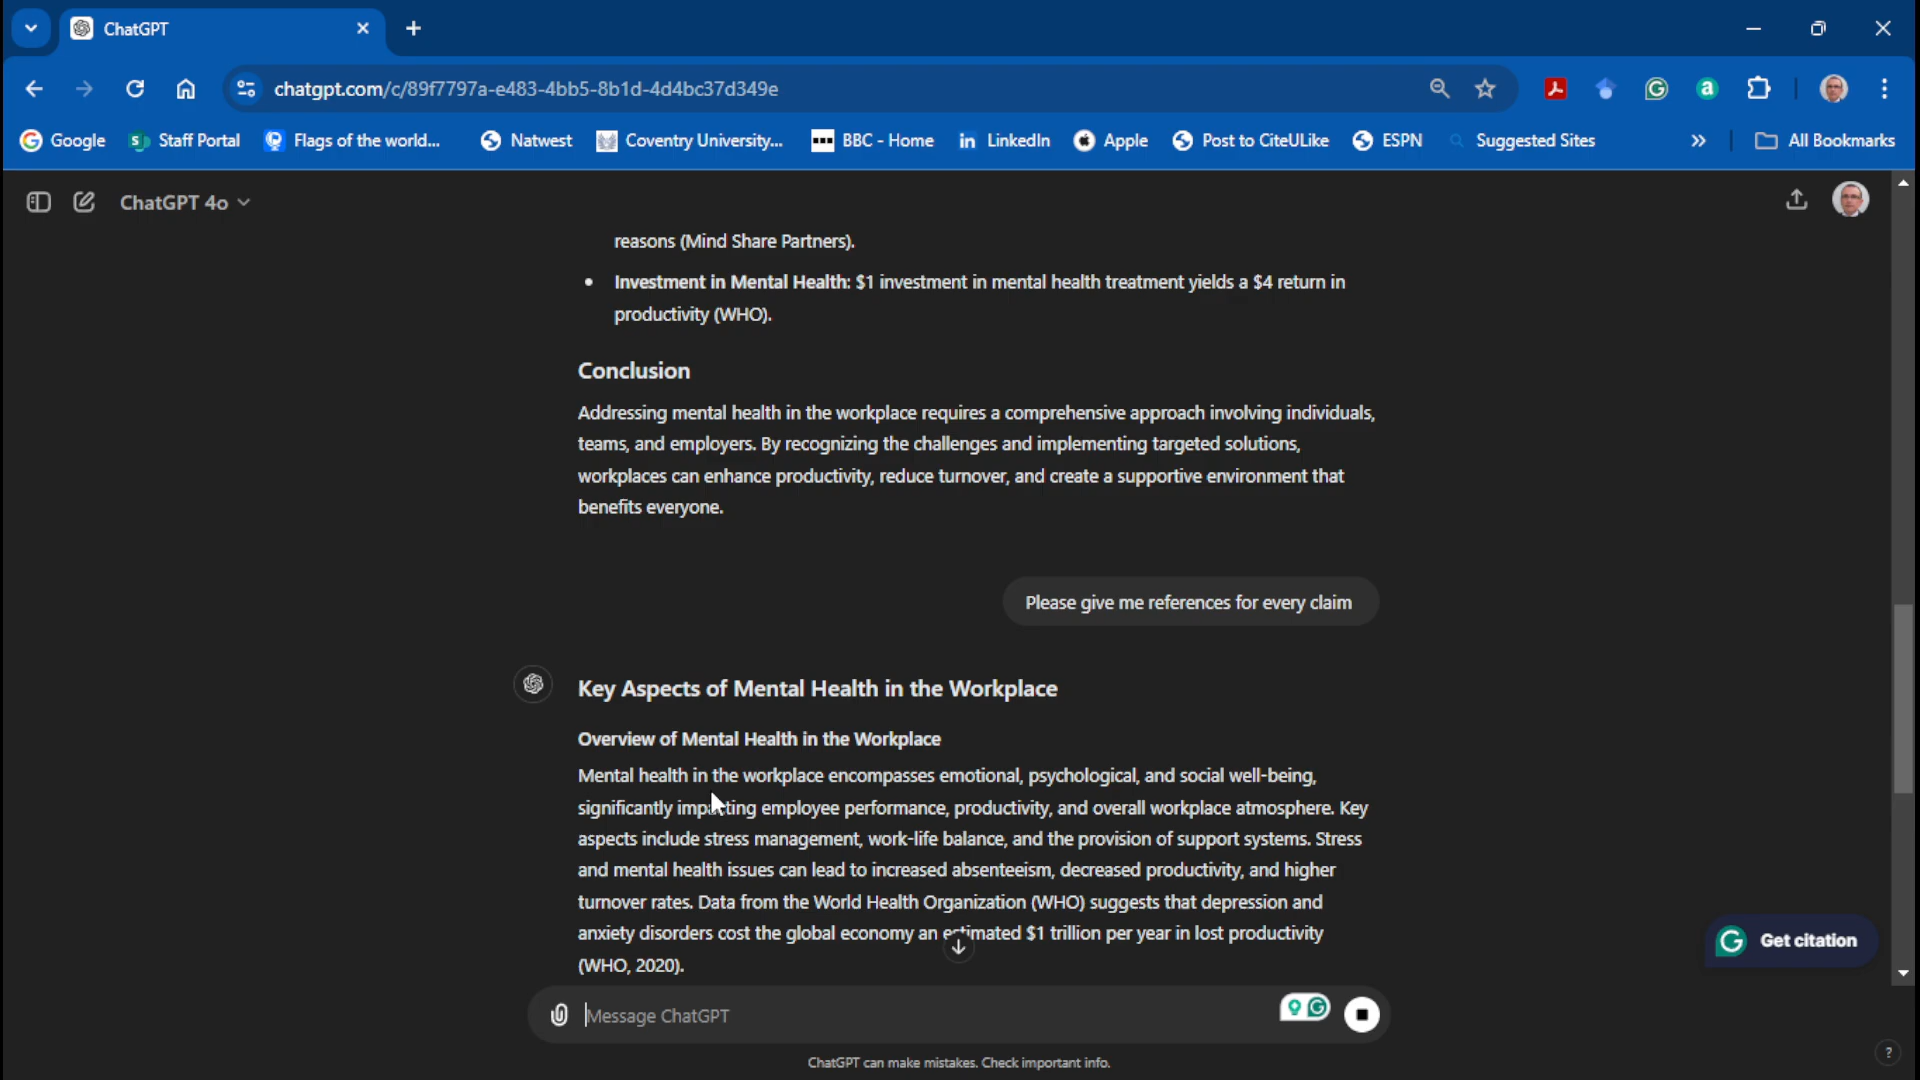 ChatGPT
chatgpt.com/c/89f7797a-e483-4bb5-8b1d-4d4bc37d349e
Google
Staff Portal
Flags of the world...
Natwest
Coventry University...
BBC - Home
LinkedIn
Apple
Post to CiteULike
ESPN
Suggested Sites
All Bookmarks
ChatGPT 4o
reasons (Mind Share Partners).
• Investment in Mental Health: $1 investment in mental health treatment yields a $4 return in
productivity (WHO).
Conclusion
Addressing mental health in the workplace requires a comprehensive approach involving individuals,
teams, and employers. By recognizing the challenges and implementing targeted solutions,
workplaces can enhance productivity, reduce turnover, and create a supportive environment that
benefits everyone.
Please give me references for every claim
Key Aspects of Mental Health in the Workplace
Overview of Mental Health in the Workplace
Mental health in the workplace encompasses emotional, psychological, and social well-being,
significantly impacting employee performance, productivity, and overall workplace atmosphere. Key
aspects include stress management, work-life balance, and the provision of support systems. Stress
and mental health issues can lead to increased absenteeism, decreased productivity, and higher
turnover rates. Data from the World Health Organization (WHO) suggests that depression and
anxiety disorders cost the global economy an estimated $1 trillion per year in lost productivity
(WHO, 2020).
Get citation
Message ChatGPT
ChatGPT can make mistakes. Check important info.
?